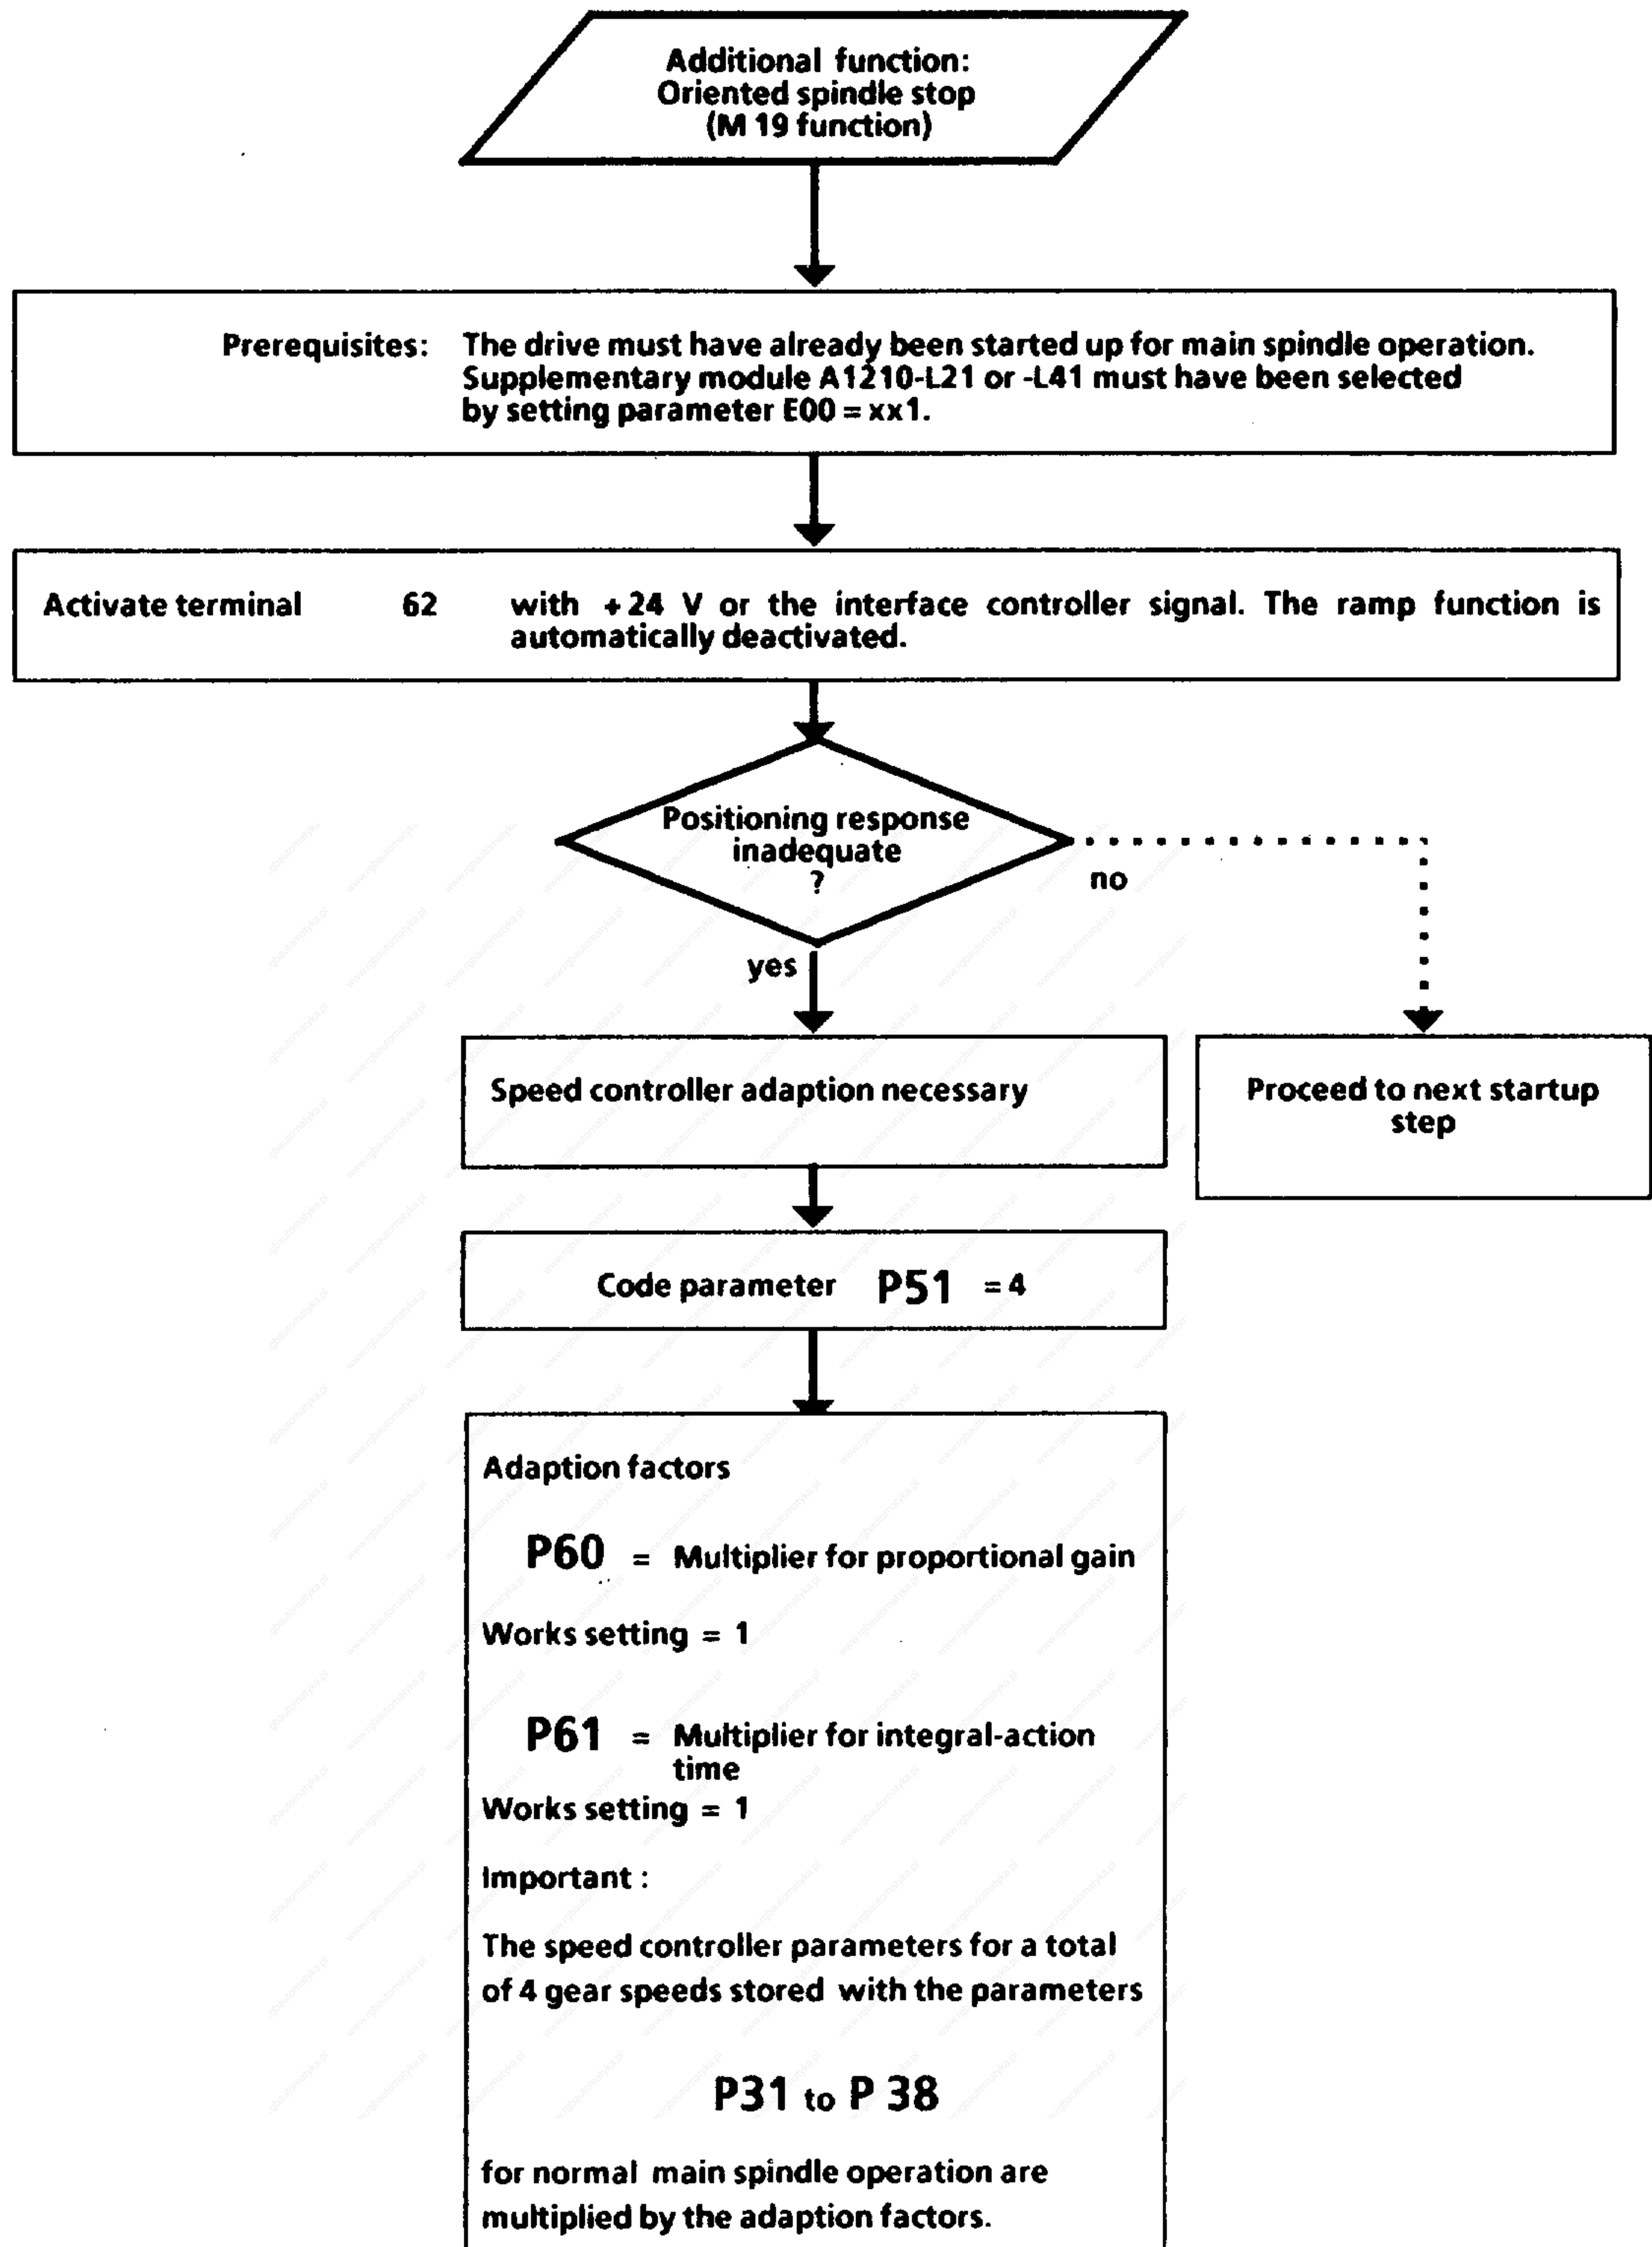 Additional function:
Oriented spindle stop
(M 19 function)
Prerequisites: The drive must have already been started up for main spindle operation.
Supplementary module A1210-L21 or -L41 must have been selected
by setting parameter E00 = xx1.
Activate terminal 62 with +24 V or the interface controller signal. The ramp function is
automatically deactivated.
Positioning response
inadequate
?
no
yes
Speed controller adaption necessary
Proceed to next startup
step
Code parameter P51 = 4
Adaption factors
P60 = Multiplier for proportional gain
Works setting = 1
P61 = Multiplier for integral-action
time
Works setting = 1
Important :
The speed controller parameters for a total
of 4 gear speeds stored with the parameters
P31 to P 38
for normal main spindle operation are
multiplied by the adaption factors.